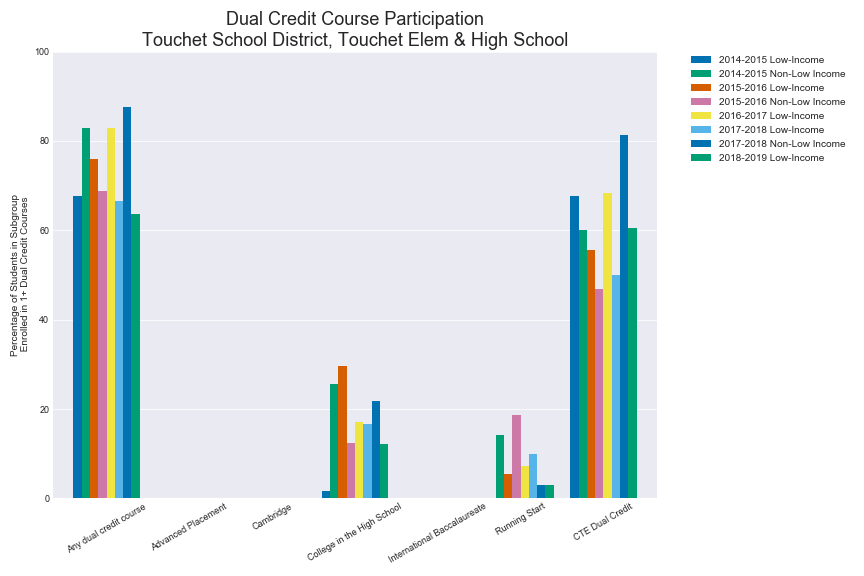 Dual Credit Course Participation
Touchet School District, Touchet Elem & High School
Percentage of Students in Subgroup
Enrolled in 1+ Dual Credit Courses
100
80
60
40
20
0
Any dual credit course
Advanced Placement
Cambridge
College in the High School
International Baccalaureate
Running Start
CTE Dual Credit
2014-2015 Low-Income
2014-2015 Non-Low Income
2015-2016 Low-Income
2015-2016 Non-Low Income
2016-2017 Low-Income
2017-2018 Low-Income
2017-2018 Non-Low Income
2018-2019 Low-Income